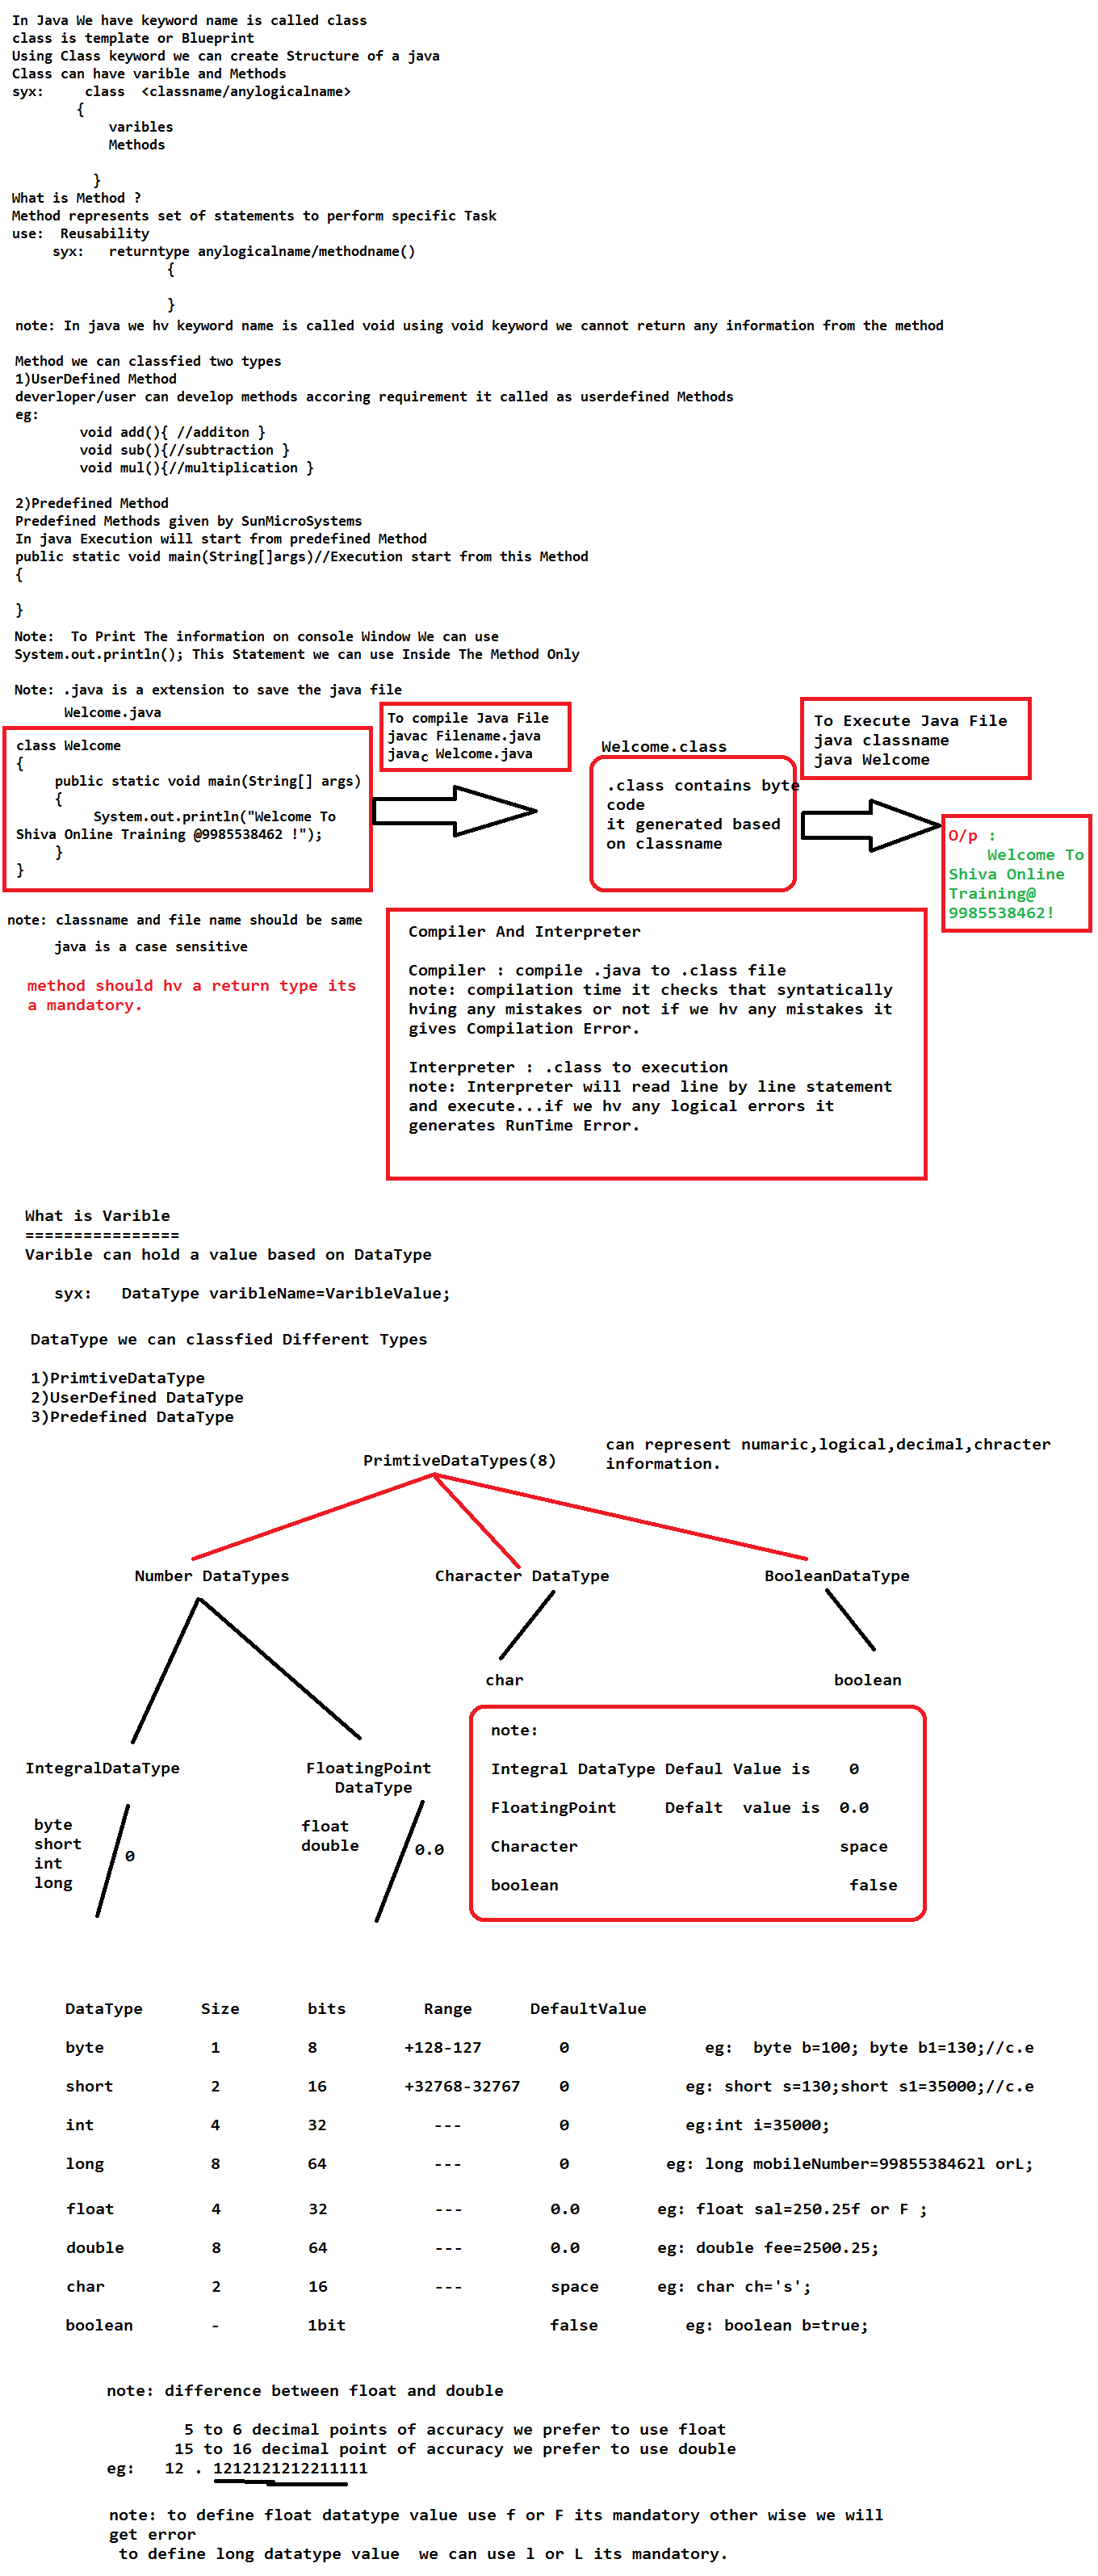 In Java We have keyword name is called class
class is template or Blueprint
Using Class keyword we can create Structure of a java
Class can have varible and Methods
syx: class <classname/anylogicalname>
{
varibles
Methods
}
What is Method ?
Method represents set of statements to perform specific Task
use: Reusability
syx: returntype anylogicalname/methodname()
{
}
note: In java we hv keyword name is called void using void keyword we cannot return any information from the method
Method we can classfied two types
1)UserDefined Method
deverloper/user can develop methods accoring requirement it called as userdefined Methods
eg:
void add(){ //additon }
void sub(){//subtraction }
void mul(){//multiplication }
2)Predefined Method
Predefined Methods given by SunMicroSystems
In java Execution will start from predefined Method
public static void main(String[]args)//Execution start from this Method
{
}
Note: To Print The information on console Window We can use
System.out.println(); This Statement we can use Inside The Method Only
Note: .java is a extension to save the java file
Welcome.java
class Welcome
{
public static void main(String[] args)
{
System.out.println("Welcome To
Shiva Online Training @9985538462 !");
}
}
To compile Java File
javac Filename.java
javac Welcome.java
Welcome.class
.class contains byte
code
it generated based
on classname
To Execute Java File
java classname
java Welcome
O/p :
Welcome To
Shiva Online
Training@
9985538462!
note: classname and file name should be same
java is a case sensitive
method should hv a return type its
a mandatory.
Compiler And Interpreter
Compiler : compile .java to .class file
note: compilation time it checks that syntatically
hving any mistakes or not if we hv any mistakes it
gives Compilation Error.
Interpreter : .class to execution
note: Interpreter will read line by line statement
and execute...if we hv any logical errors it
generates RunTime Error.
What is Varible
================
Varible can hold a value based on DataType
syx: DataType varibleName=VaribleValue;
DataType we can classfied Different Types
1)PrimtiveDataType
2)UserDefined DataType
3)Predefined DataType
PrimtiveDataTypes(8)
can represent numaric,logical,decimal,chracter
information.
Number DataTypes
Character DataType
BooleanDataType
char
boolean
IntegralDataType
byte
short
int
long
0
FloatingPoint
DataType
float
double
0.0
note:
Integral DataType Defaul Value is 0
FloatingPoint Defalt value is 0.0
Character space
boolean false
DataType Size bits Range DefaultValue
byte 1 8 +128-127 0 eg: byte b=100; byte b1=130;//c.e
short 2 16 +32768-32767 0 eg: short s=130;short s1=35000;//c.e
int 4 32 --- 0 eg:int i=35000;
long 8 64 --- 0 eg: long mobileNumber=9985538462l orL;
float 4 32 --- 0.0 eg: float sal=250.25f or F ;
double 8 64 --- 0.0 eg: double fee=2500.25;
char 2 16 --- space eg: char ch='s';
boolean - 1bit false eg: boolean b=true;
note: difference between float and double
5 to 6 decimal points of accuracy we prefer to use float
15 to 16 decimal point of accuracy we prefer to use double
eg: 12 . 1212121212211111
note: to define float datatype value use f or F its mandatory other wise we will
get error
to define long datatype value we can use l or L its mandatory.